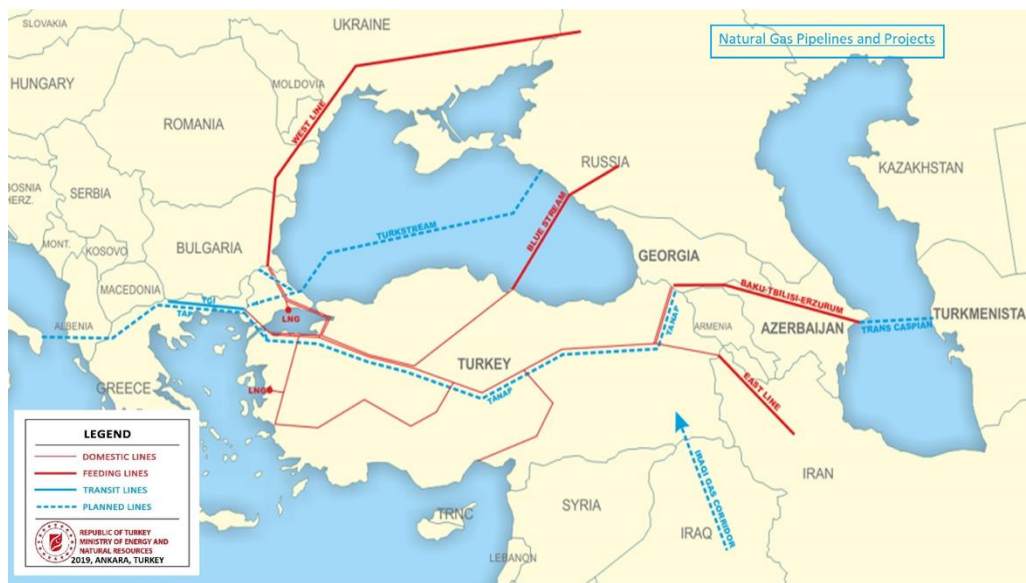 SLOVAKIA
UKRAINE
Natural Gas Pipelines and Projects
HUNGARY
MOLDOVIA
ROMANIA
WEST LINE
RUSSIA
KAZAKHSTAN
BOSNIA
HERZ.
SERBIA
BLUE STREAM
TURKSTREAM
MONT.
KOSOVO
BULGARIA
GEORGIA
MACEDONIA
BAKU-TBILISI-ERZURUM
TGI
TAP
LNG
TANAP
ALBENIA
ARMENIA
AZERBAIJAN
TRANS CASPIAN
TURKMENISTA
TURKEY
GREECE
LNG
TANAP
EAST LINE
LEGEND
DOMESTIC LINES
FEEDING LINES
TRANSIT LINES
PLANNED LINES
REPUBLIC OF TURKEY
MINISTRY OF ENERGY AND
NATURAL RESOURCES
2019, ANKARA, TURKEY
IRAQI GAS CORRIDOR
IRAN
SYRIA
TRNC
IRAQ
LEBANON